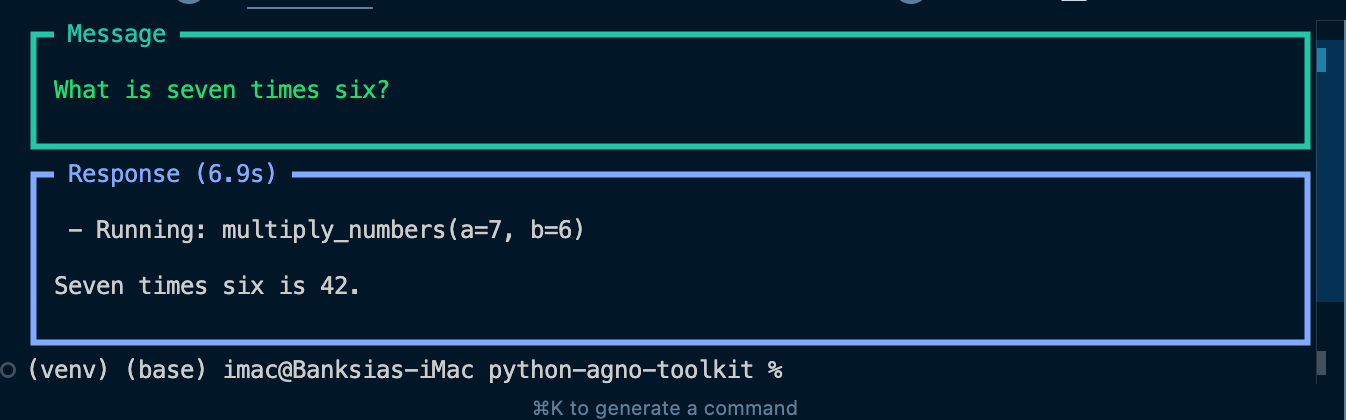 Message
What is seven times six?
Response (6.9s)
- Running: multiply_numbers(a=7, b=6)
Seven times six is 42.
(venv) (base) imac@Banksias-iMac python-agno-toolkit %
⌘K to generate a command